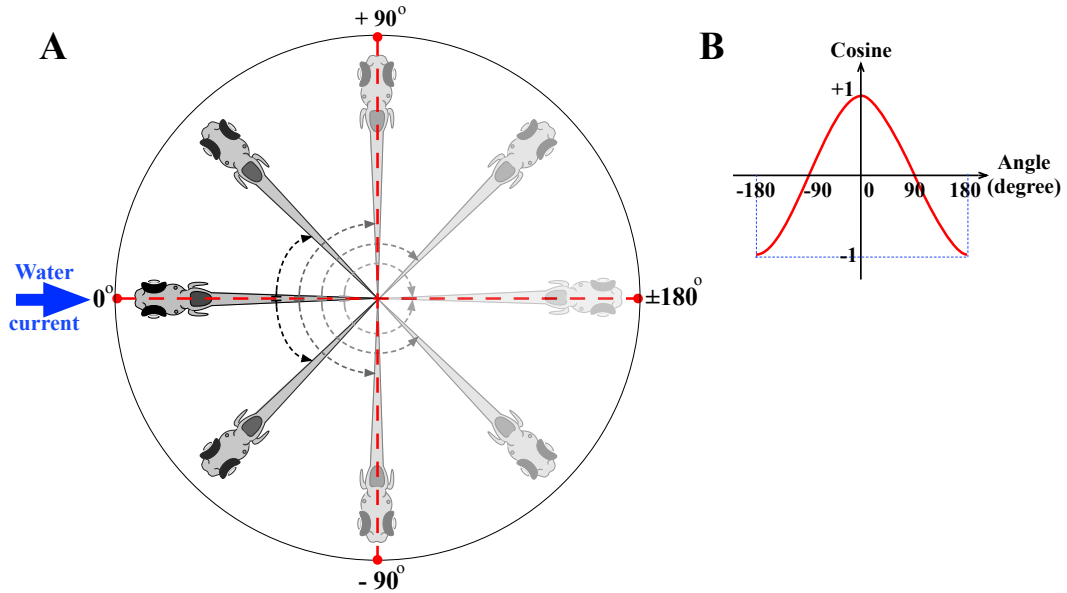 A
+ 90°
Water
current
0°
±180°
- 90°
B
Cosine
+1
Angle
(degree)
-180
-90
0
90
180
-1